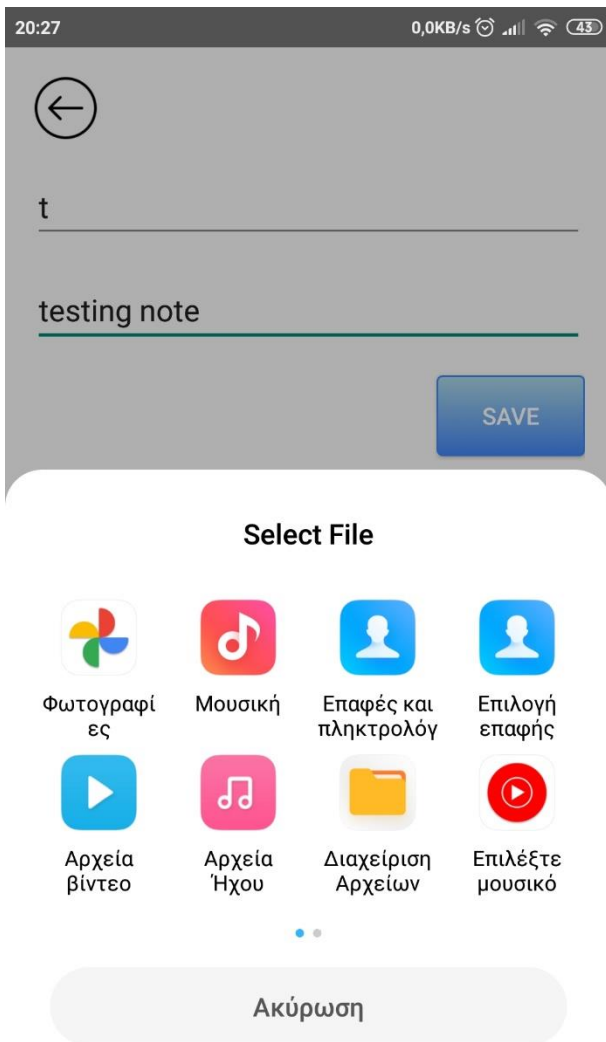 20:27 0,0KB/s 43
t
testing note
SAVE
Select File
Φωτογραφί
ες
Μουσική
Επαφές και
πληκτρολόγ
Επιλογή
επαφής
Αρχεία
βίντεο
Αρχεία
Ήχου
Διαχείριση
Αρχείων
Επιλέξτε
μουσικό
Ακύρωση